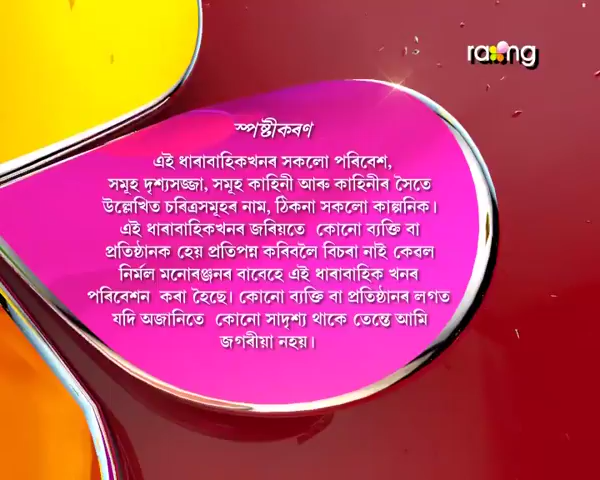 rang
স্পষ্টীকৰণ
এই ধাৰাবাহিকখনৰ সকলো পৰিবেশ,
সমূহ দৃশ্যসজ্জা, সমূহ কাহিনী আৰু কাহিনীৰ সৈতে
উল্লেখিত চৰিত্ৰসমূহৰ নাম, ঠিকনা সকলো কাল্পনিক।
এই ধাৰাবাহিকখনৰ জৰিয়তে কোনো ব্যক্তি বা
প্ৰতিষ্ঠানক হেয় প্ৰতিপন্ন কৰিবলৈ বিচৰা নাই কেৱল
নিৰ্মল মনোৰঞ্জনৰ বাবেহে এই ধাৰাবাহিক খনৰ
পৰিবেশন কৰা হৈছে। কোনো ব্যক্তি বা প্ৰতিষ্ঠানৰ লগত
যদি অজানিতে কোনো সাদৃশ্য থাকে তেন্তে আমি
জগৰীয়া নহয়।